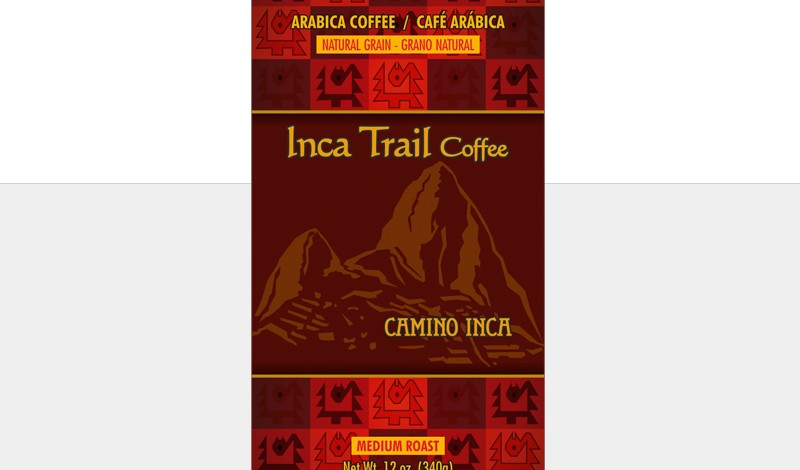 ARABICA COFFEE / CAFÉ ARÁBICA
NATURAL GRAIN - GRANO NATURAL
Inca Trail Coffee
CAMINO INCA
MEDIUM ROAST
Net Wt. 12 oz. (340g)